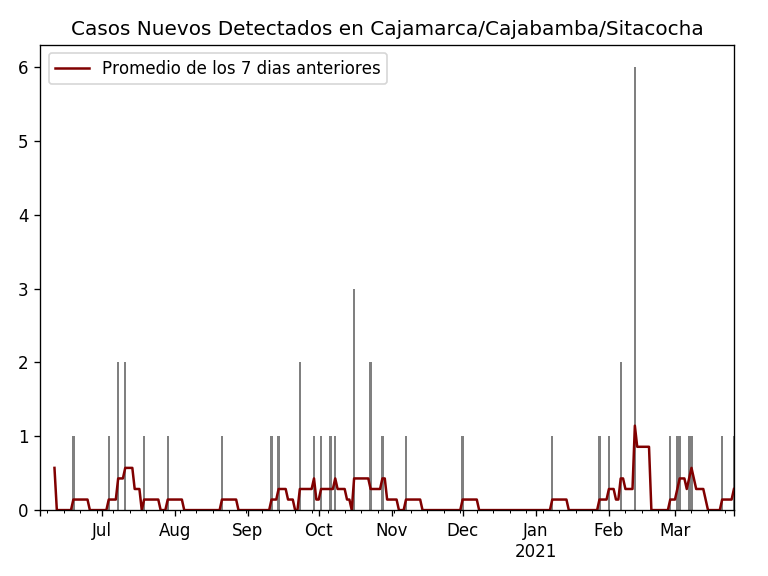 Casos Nuevos Detectados en Cajamarca/Cajabamba/Sitacocha
Promedio de los 7 dias anteriores
6
5
4
3
2
1
0
Jul Aug Sep Oct Nov Dec Jan Feb Mar
2021